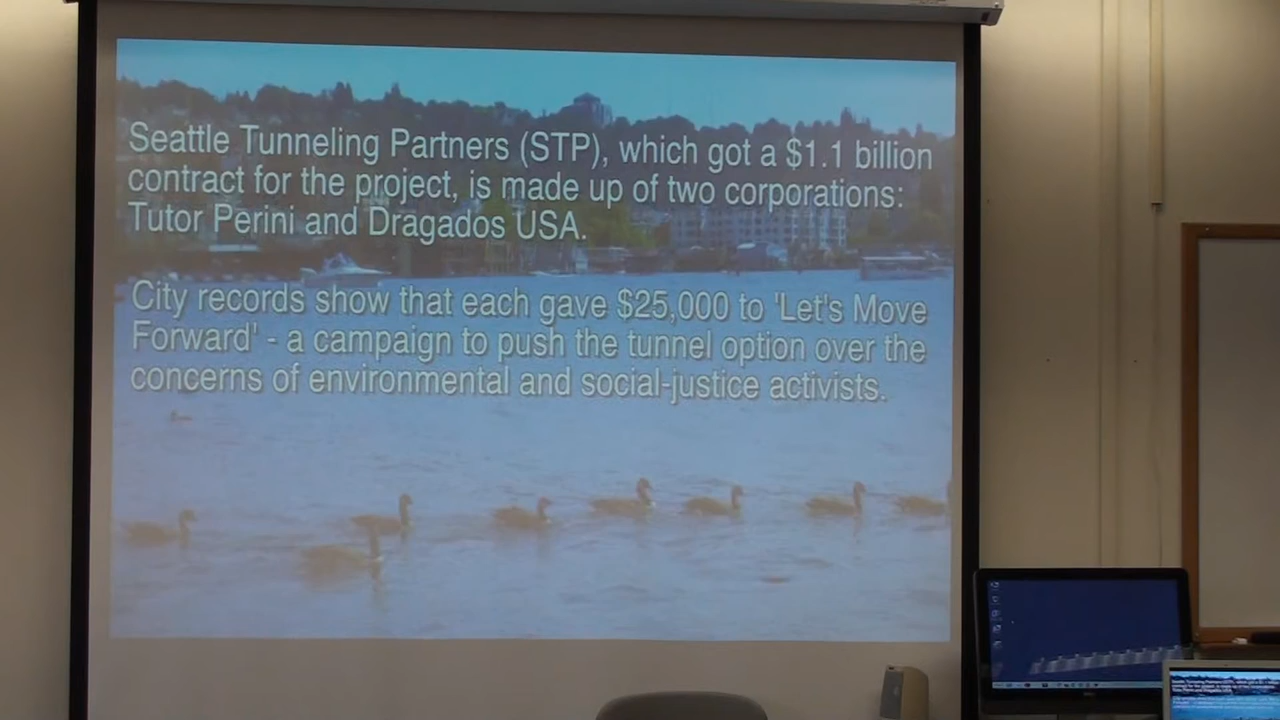 Seattle Tunneling Partners (STP), which got a $1.1 billion
contract for the project, is made up of two corporations:
Tutor Perini and Dragados USA.
City records show that each gave $25,000 to 'Let's Move
Forward' - a campaign to push the tunnel option over the
concerns of environmental and social-justice activists.